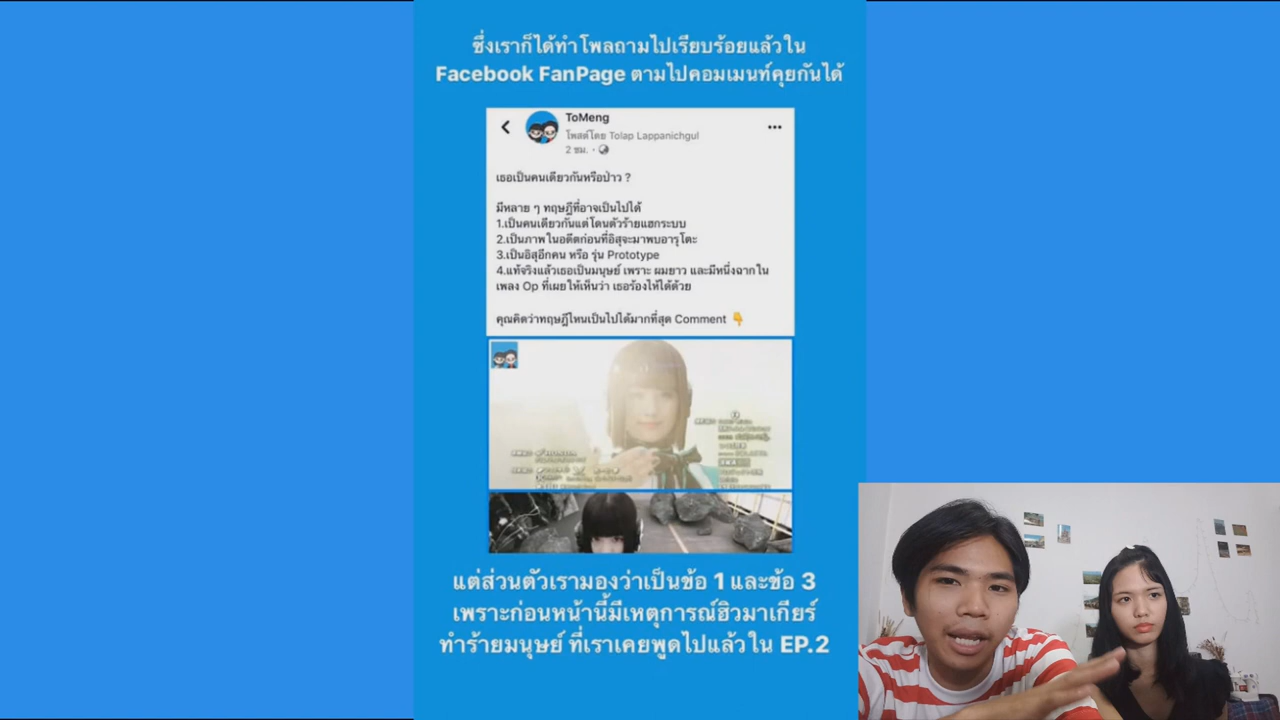 ซึ่งเราก็ได้ทำโพลถามไปเรียบร้อยแล้วใน
Facebook FanPage ตามไปคอมเมนท์คุยกันได้
ToMeng
โพสต์โดย Tolap Lappanichgul
2 ชม. ·
เธอเป็นคนเดียวกันหรือป่าว ?
มีหลาย ๆ ทฤษฎีที่อาจเป็นไปได้
1.เป็นคนเดียวกันแต่โดนตัวร้ายแฮกระบบ
2.เป็นภาพในอดีตก่อนที่อิสุจะมาพบอารุโตะ
3.เป็นอิสุอีกคน หรือ รุ่น Prototype
4.แท้จริงแล้วเธอเป็นมนุษย์ เพราะ ผมยาว และมีหนึ่งฉากใน
เพลง Op ที่เผยให้เห็นว่า เธอร้องไห้ได้ด้วย
คุณคิดว่าทฤษฎีไหนเป็นไปได้มากที่สุด Comment 👇
แต่ส่วนตัวเรามองว่าเป็นข้อ 1 และข้อ 3
เพราะก่อนหน้านี้มีเหตุการณ์ฮิวมาเกียร์
ทำร้ายมนุษย์ ที่เราเคยพูดไปแล้วใน EP.2